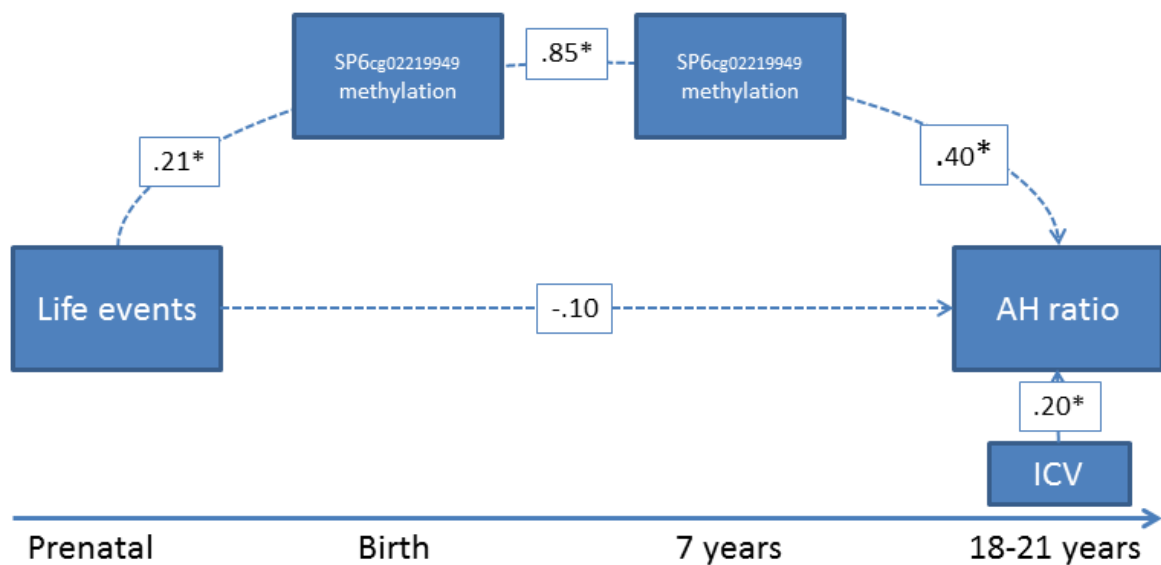 SP6cg02219949
methylation
.85*
SP6cg02219949
methylation
.21*
.40*
Life events
-.10
AH ratio
.20*
ICV
Prenatal
Birth
7 years
18-21 years